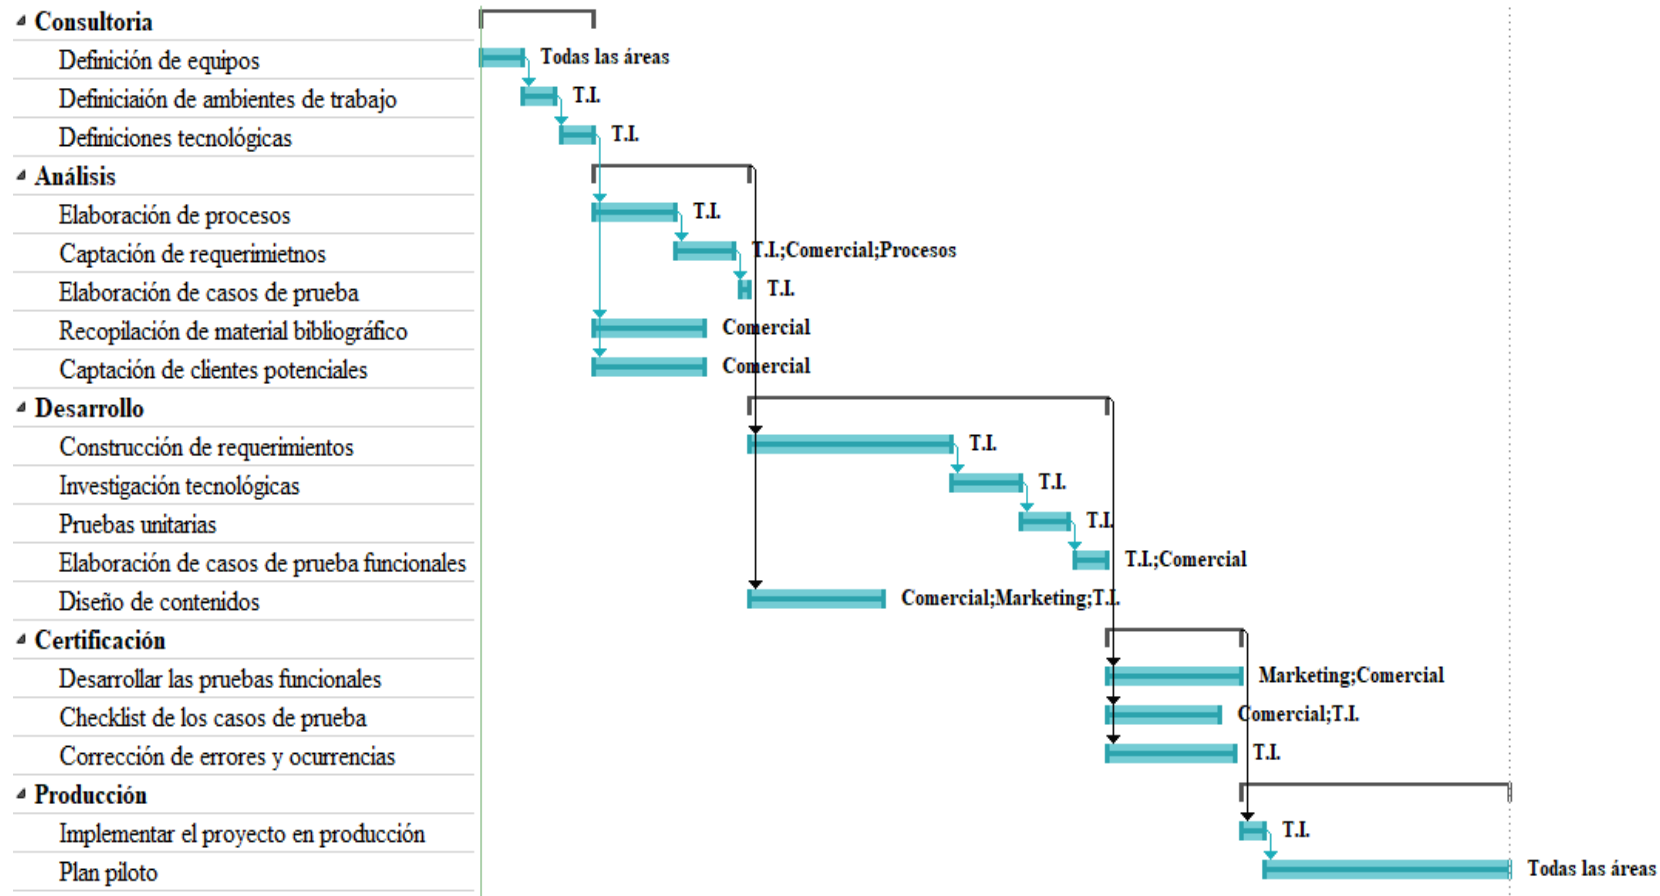 Consultoria
Definición de equipos Todas las áreas
Definiciaión de ambientes de trabajo T.I.
Definiciones tecnológicas T.I.
Análisis
Elaboración de procesos T.I.
Captación de requerimietnos T.I.;Comercial;Procesos
Elaboración de casos de prueba T.I.
Recopilación de material bibliográfico Comercial
Captación de clientes potenciales Comercial
Desarrollo
Construcción de requerimientos T.I.
Investigación tecnológicas T.I.
Pruebas unitarias T.I.
Elaboración de casos de prueba funcionales T.I.;Comercial
Diseño de contenidos Comercial;Marketing;T.I.
Certificación
Desarrollar las pruebas funcionales Marketing;Comercial
Checklist de los casos de prueba Comercial;T.I.
Corrección de errores y ocurrencias T.I.
Producción
Implementar el proyecto en producción T.I.
Plan piloto Todas las áreas